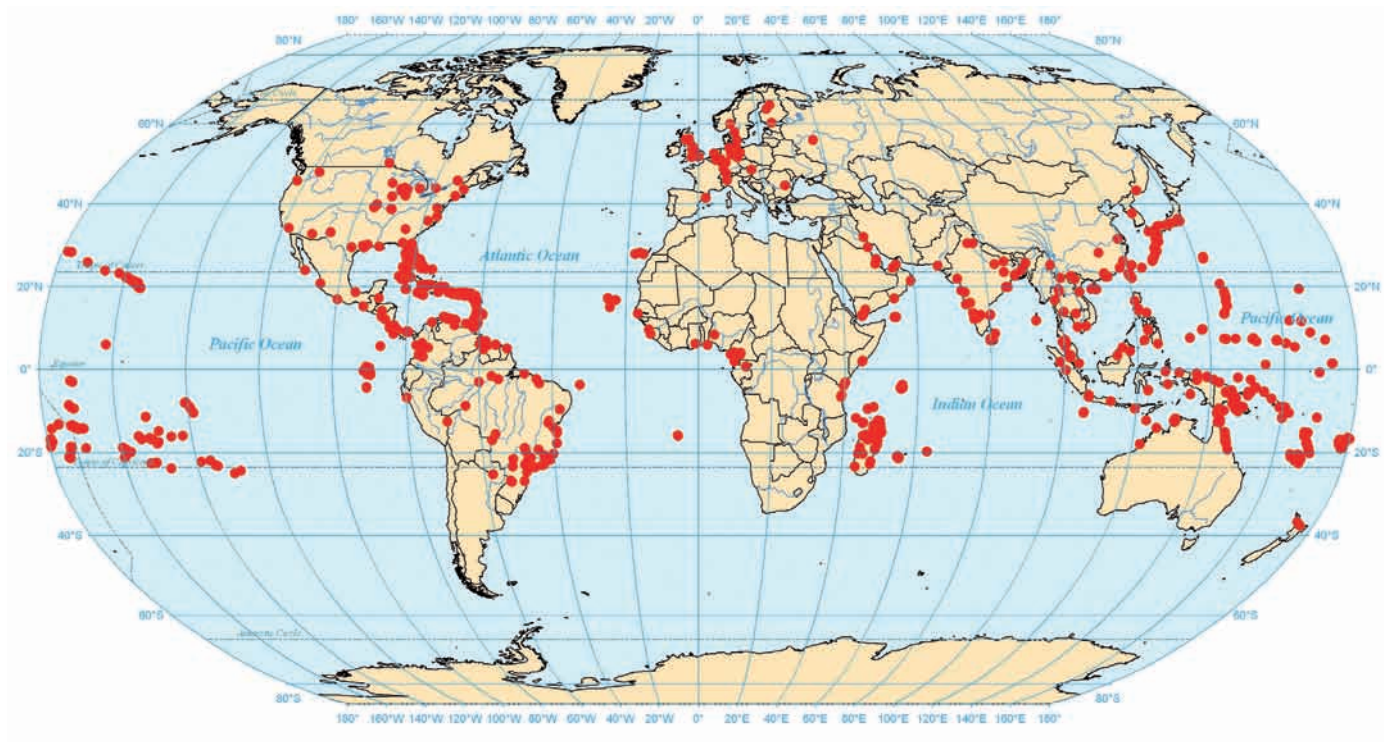 180° 160°W 140°W 120°W 100°W 80°W 60°W 40°W 20°W 0° 20°E 40°E 60°E 80°E 100°E 120°E 140°E 160°E 180°
80°N 80°N
60°N 60°N
40°N 40°N
Atlantic Ocean
20°N 20°N
Pacific Ocean Pacific Ocean
Equator
0° 0°
Indian Ocean
20°S 20°S
40°S 40°S
60°S 60°S
Antarctic Circle
80°S 80°S
180° 160°W 140°W 120°W 100°W 80°W 60°W 40°W 20°W 0° 20°E 40°E 60°E 80°E 100°E 120°E 140°E 160°E 180°